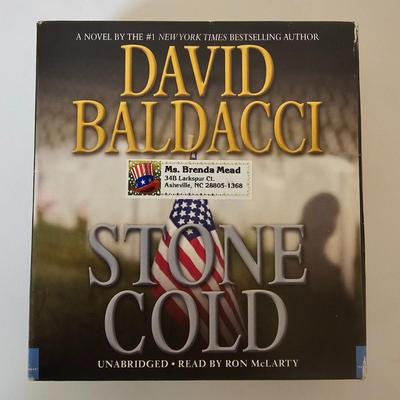 A NOVEL BY THE #1 NEW YORK TIMES BESTSELLING AUTHOR
DAVID
BALDACCI
Ms. Brenda Mead
34B Larkspur Ct.
Asheville, NC 28805-1368
STONE
COLD
UNABRIDGED • READ BY RON McLARTY